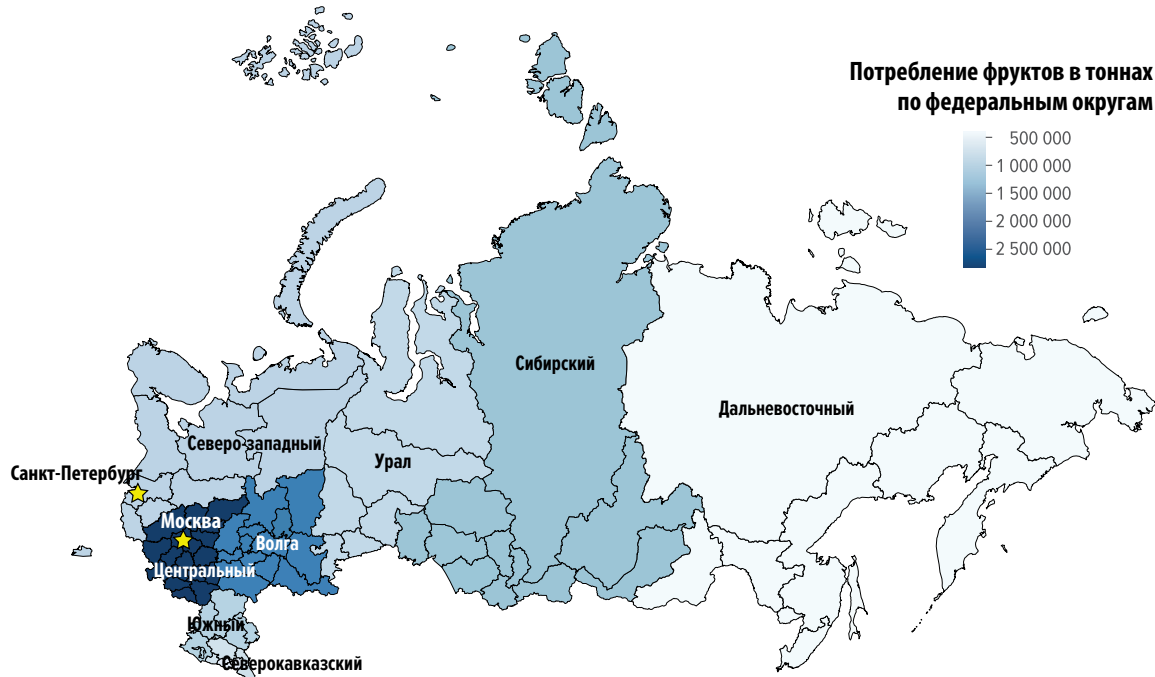 Потребление фруктов в тоннах
по федеральным округам
500 000
1 000 000
1 500 000
2 000 000
2 500 000
Сибирский
Дальневосточный
Северо-западный
Урал
Санкт-Петербург
Москва
Волга
Центральный
Южный
Северокавказский